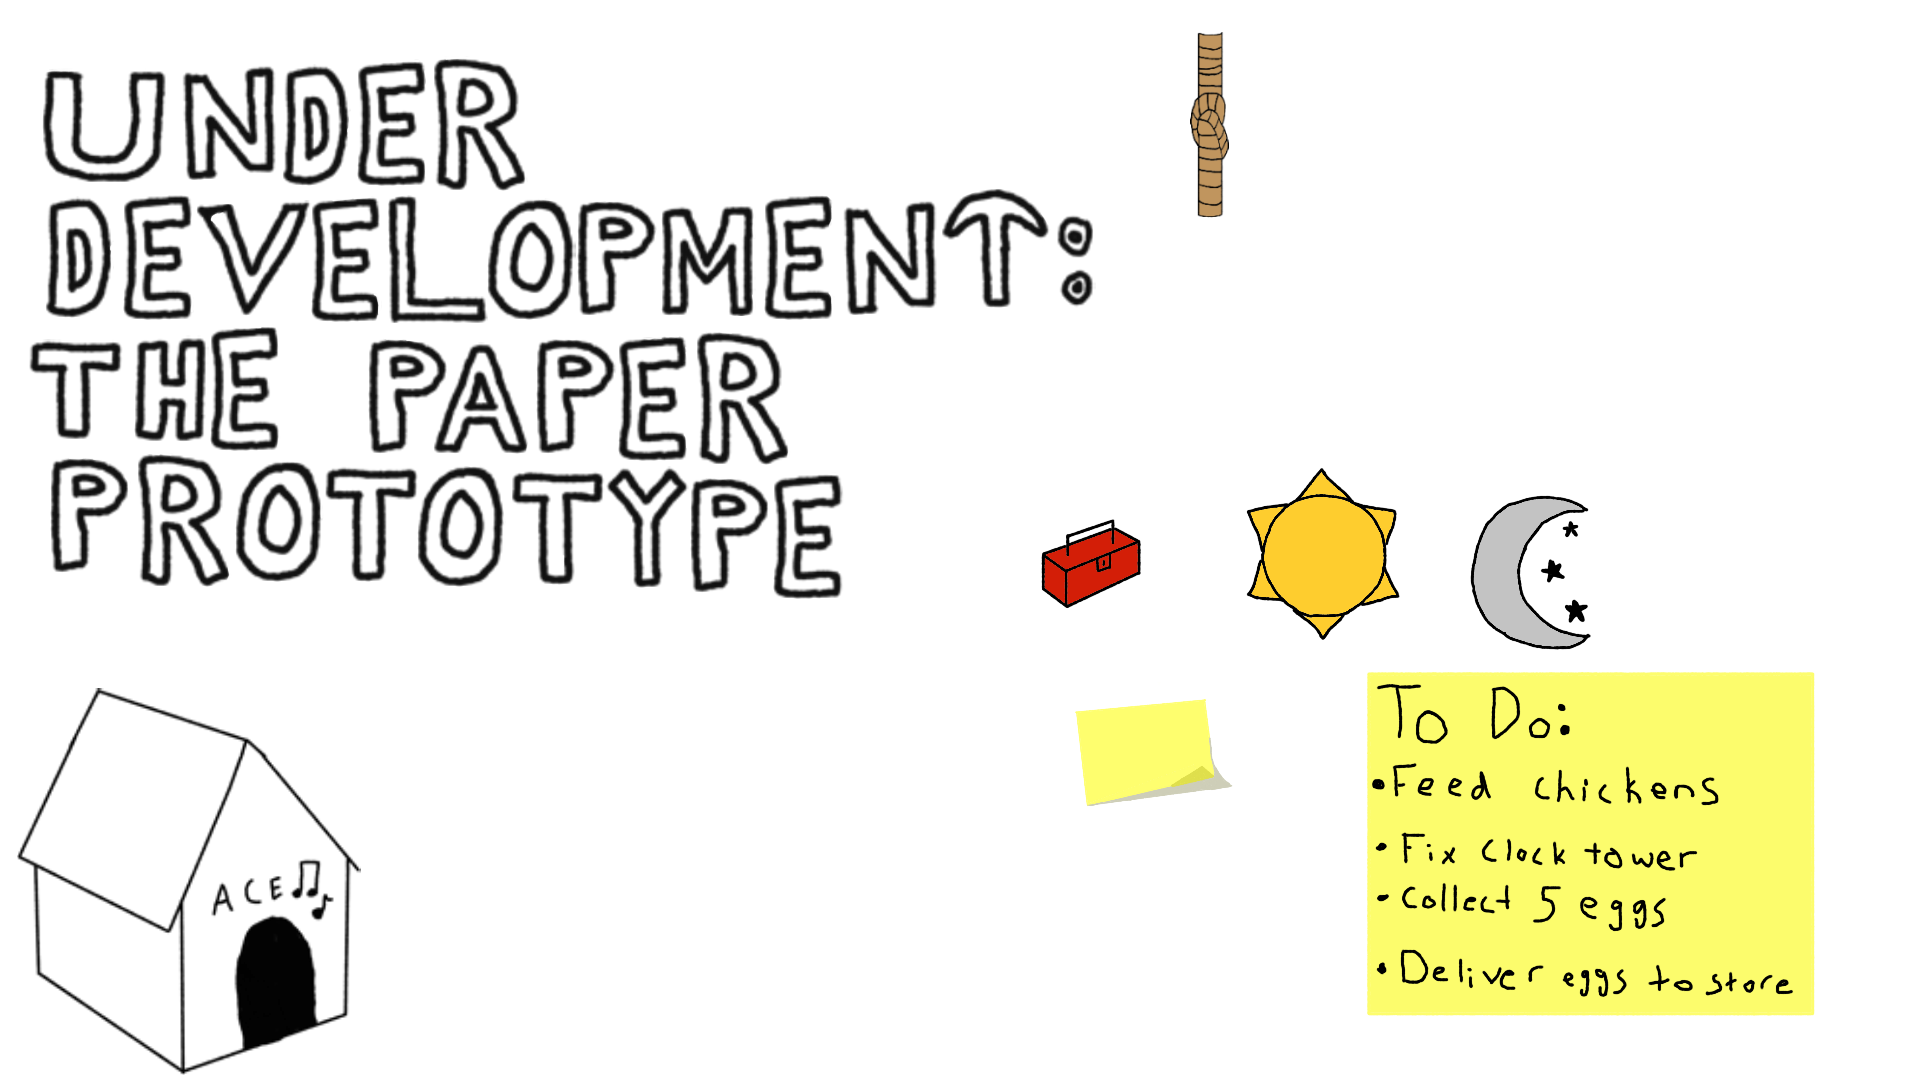 UNDER
DEVELOPMENT:
THE PAPER
PROTOTYPE
ACE
To Do:
• Feed chickens
• Fix clock tower
• Collect 5 eggs
• Deliver eggs to store